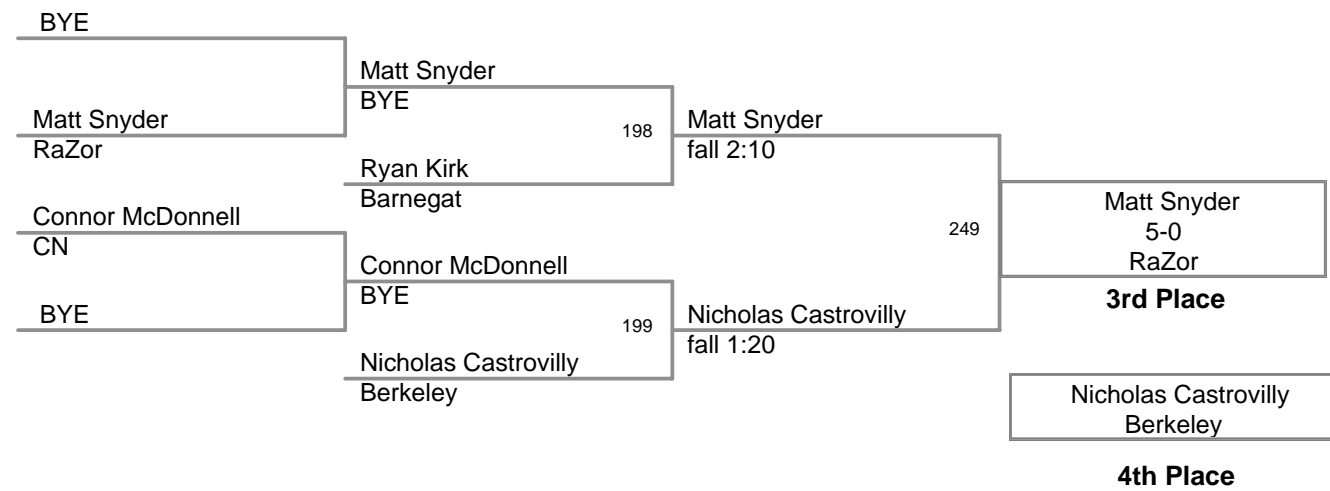 BYE
Matt Snyder
BYE
Matt Snyder
RaZor
198
Matt Snyder
fall 2:10
Ryan Kirk
Barnegat
Connor McDonnell
CN
249
Matt Snyder
5-0
RaZor
3rd Place
Connor McDonnell
BYE
BYE
199
Nicholas Castrovilly
fall 1:20
Nicholas Castrovilly
Berkeley
Nicholas Castrovilly
Berkeley
4th Place